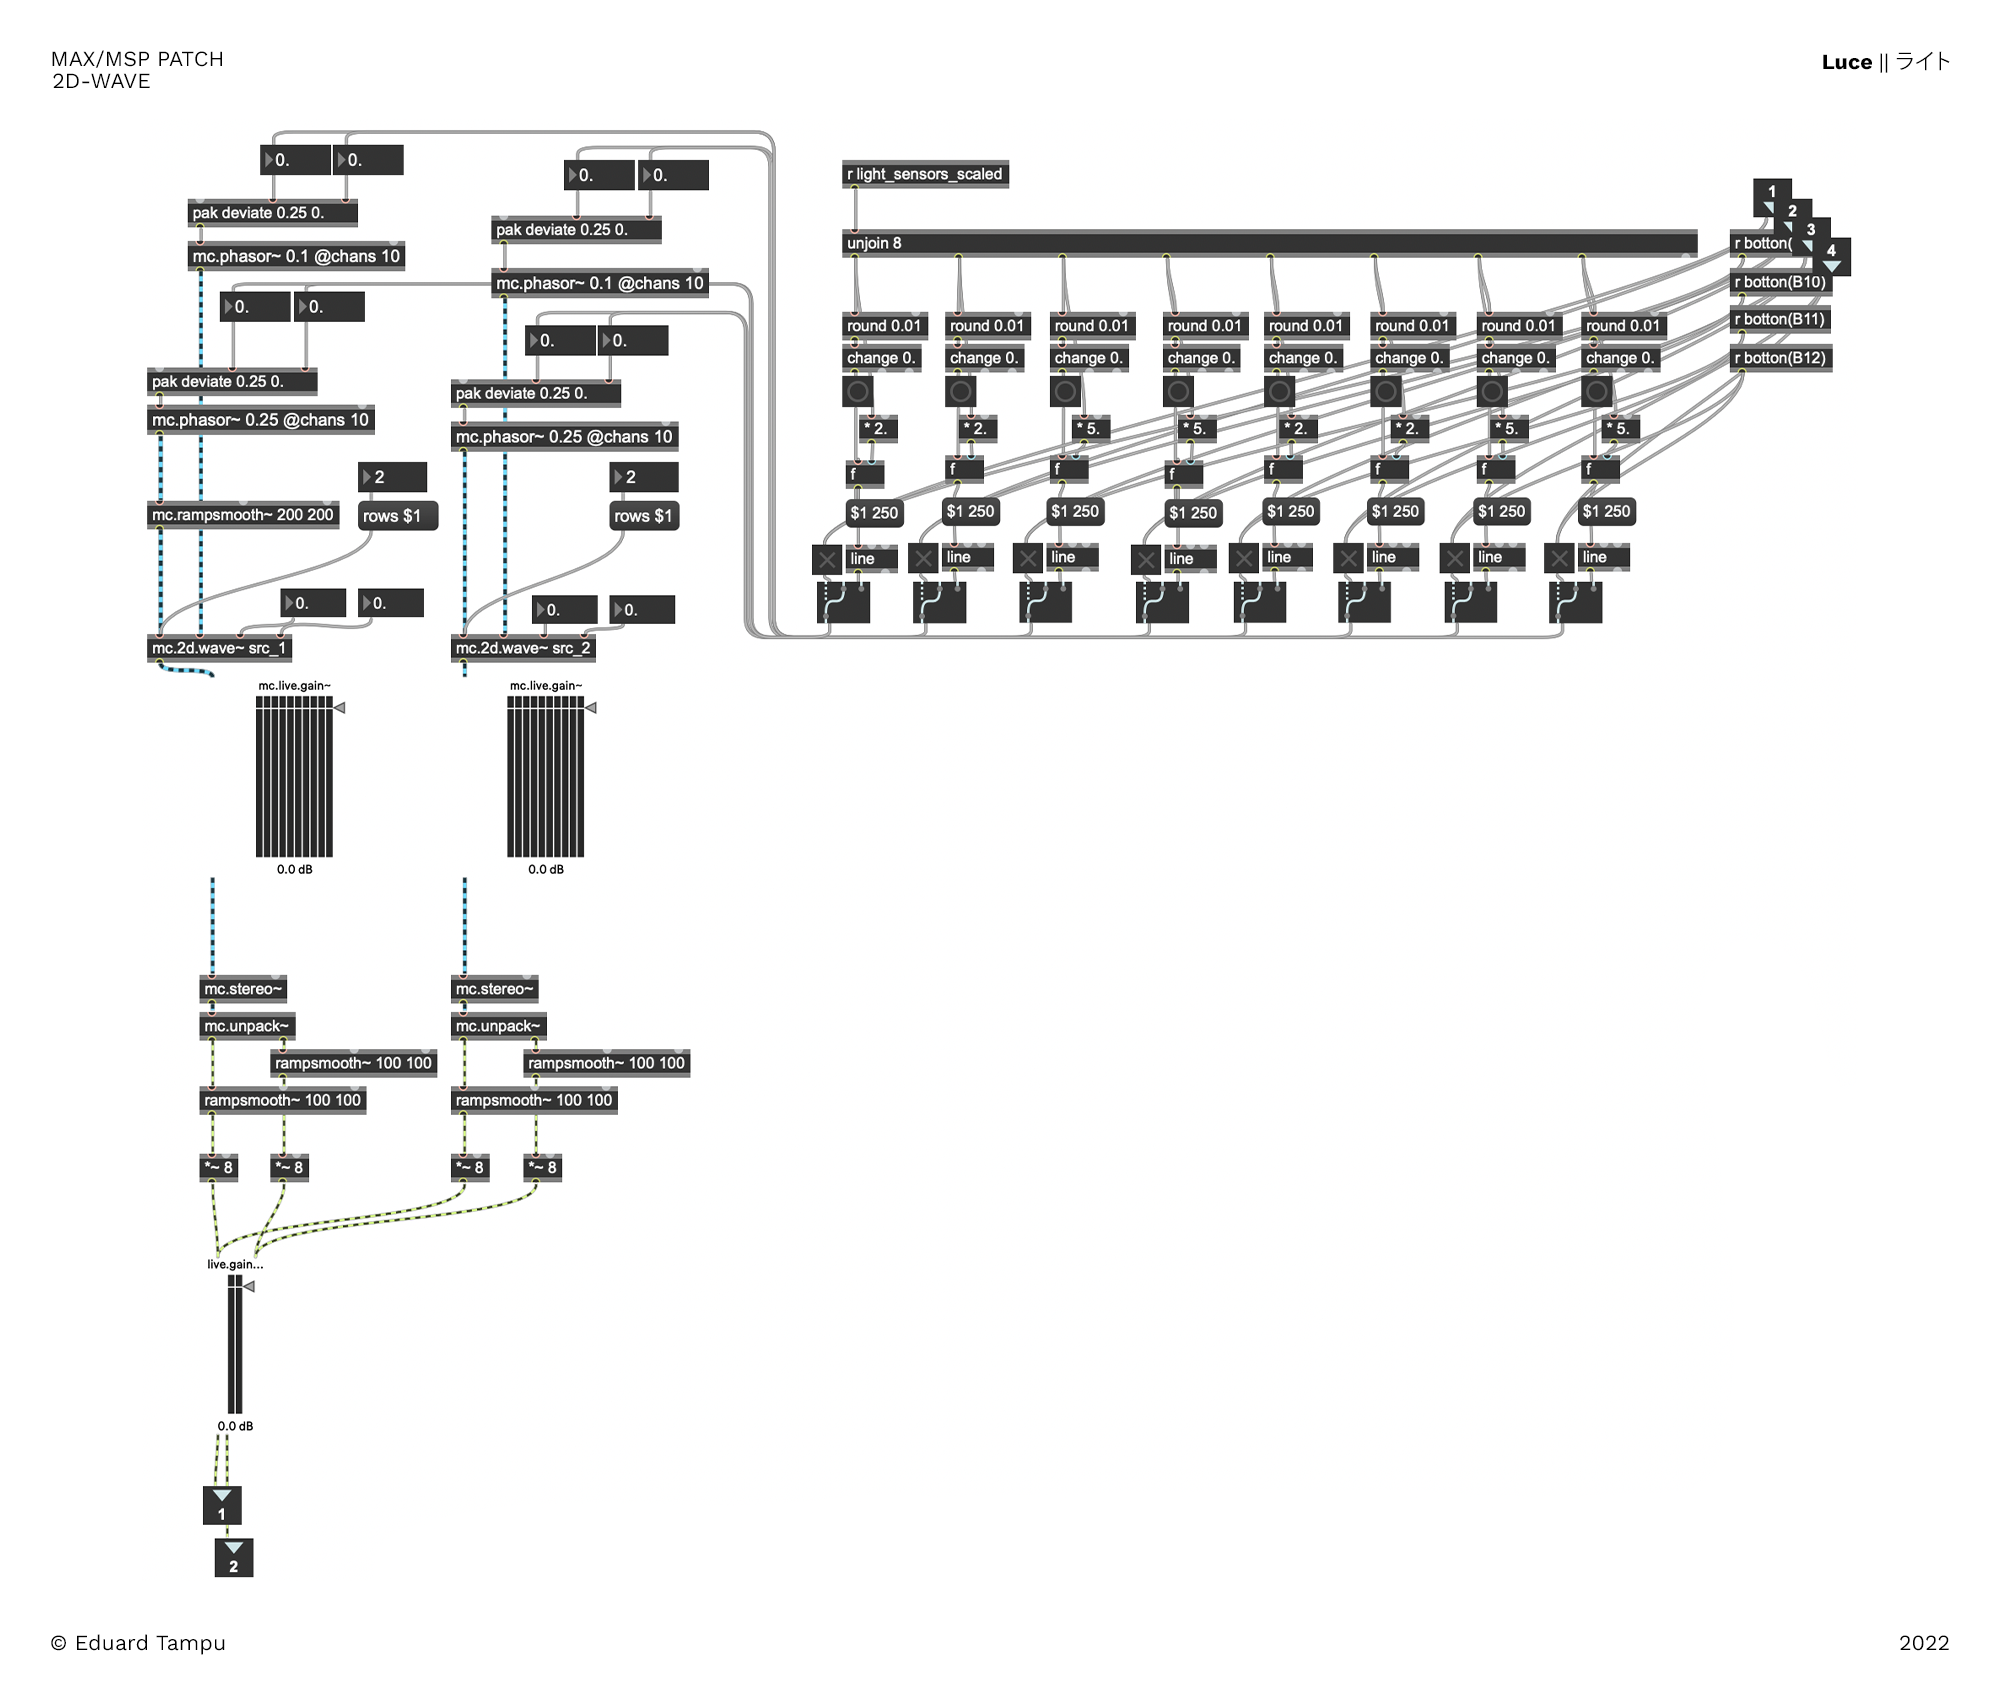 MAX/MSP PATCH
2D-WAVE
Luce || ライト
0.
0.
pak deviate 0.25 0.
mc.phasor~ 0.1 @chans 10
0.
0.
pak deviate 0.25 0.
mc.phasor~ 0.25 @chans 10
2
mc.rampsmooth~ 200 200
rows $1
0.
0.
mc.2d.wave~ src_1
mc.live.gain~
0.0 dB
0.
0.
pak deviate 0.25 0.
mc.phasor~ 0.1 @chans 10
0.
0.
pak deviate 0.25 0.
mc.phasor~ 0.25 @chans 10
2
rows $1
0.
0.
mc.2d.wave~ src_2
mc.live.gain~
0.0 dB
mc.stereo~
mc.unpack~
rampsmooth~ 100 100
rampsmooth~ 100 100
*~ 8
*~ 8
mc.stereo~
mc.unpack~
rampsmooth~ 100 100
rampsmooth~ 100 100
*~ 8
*~ 8
live.gain...
0.0 dB
1
2
r light_sensors_scaled
unjoin 8
round 0.01 round 0.01 round 0.01 round 0.01 round 0.01 round 0.01 round 0.01 round 0.01
change 0. change 0. change 0. change 0. change 0. change 0. change 0. change 0.
* 2. * 2. * 5. * 5. * 2. * 2. * 5. * 5.
f f f f f f f f
$1 250 $1 250 $1 250 $1 250 $1 250 $1 250 $1 250 $1 250
line line line line line line line line
1
2
3
4
r botton(
r botton(B10)
r botton(B11)
r botton(B12)
© Eduard Tampu
2022